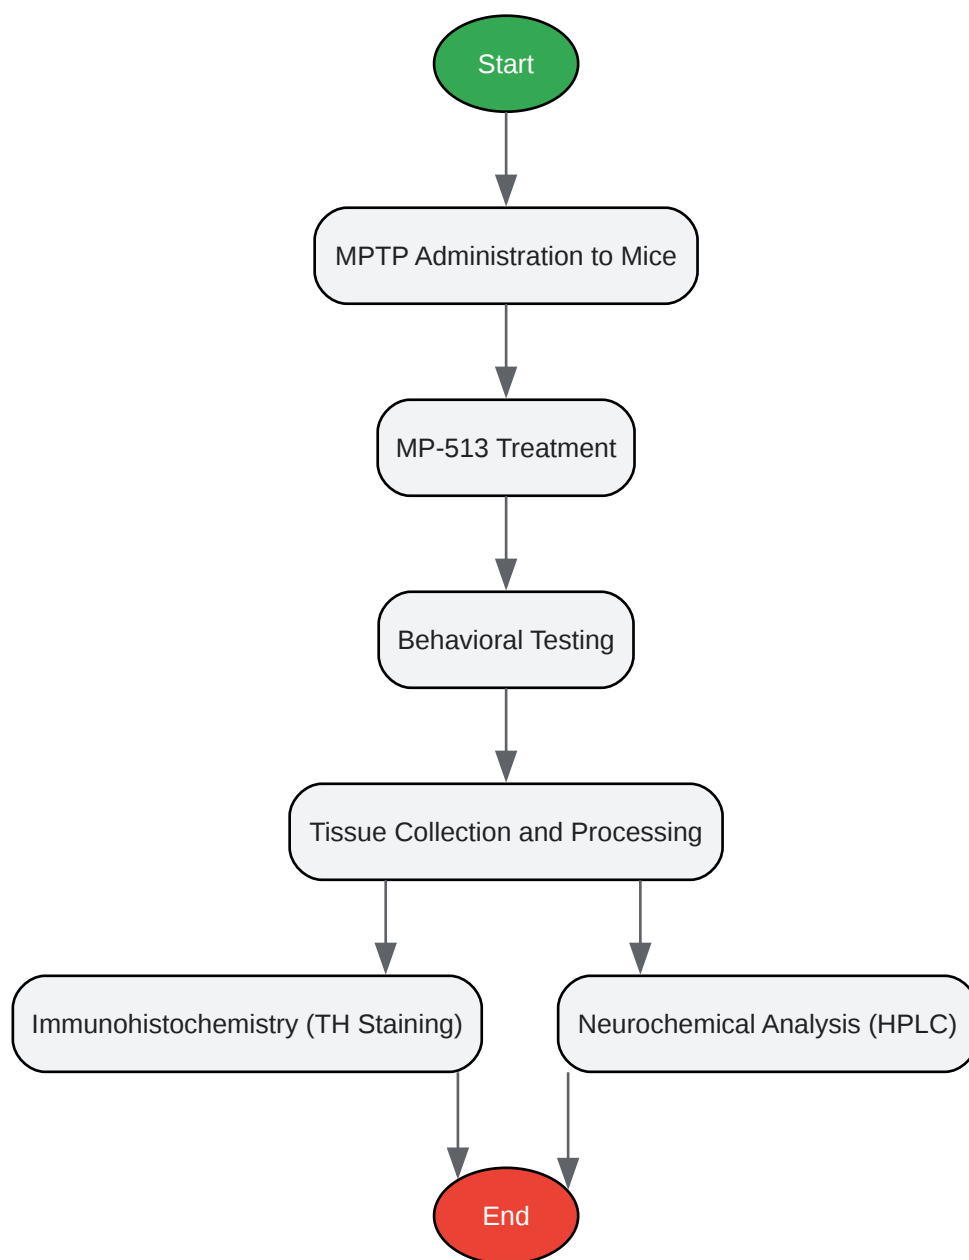 Start
MPTP Administration to Mice
MP-513 Treatment
Behavioral Testing
Tissue Collection and Processing
Immunohistochemistry (TH Staining)
Neurochemical Analysis (HPLC)
End